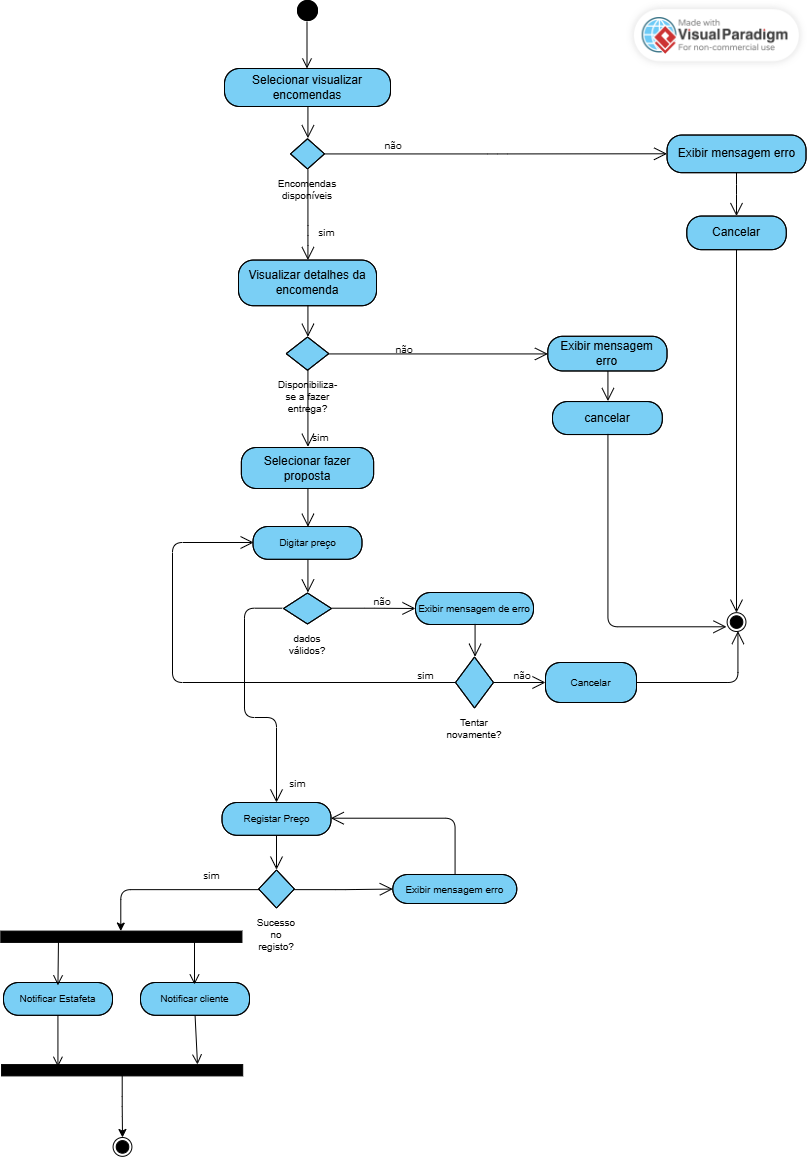 Made with
Visual Paradigm
For non-commercial use
Selecionar visualizar
encomendas
não
Exibir mensagem erro
Encomendas
disponíveis
sim
Cancelar
Visualizar detalhes da
encomenda
não
Exibir mensagem
erro
Disponibiliza-
se a fazer
entrega?
cancelar
sim
Selecionar fazer
proposta
Digitar preço
não
Exibir mensagem de erro
dados
válidos?
sim
não
Cancelar
Tentar
novamente?
sim
Registar Preço
sim
Exibir mensagem erro
Sucesso
no
registo?
Notificar Estafeta
Notificar cliente